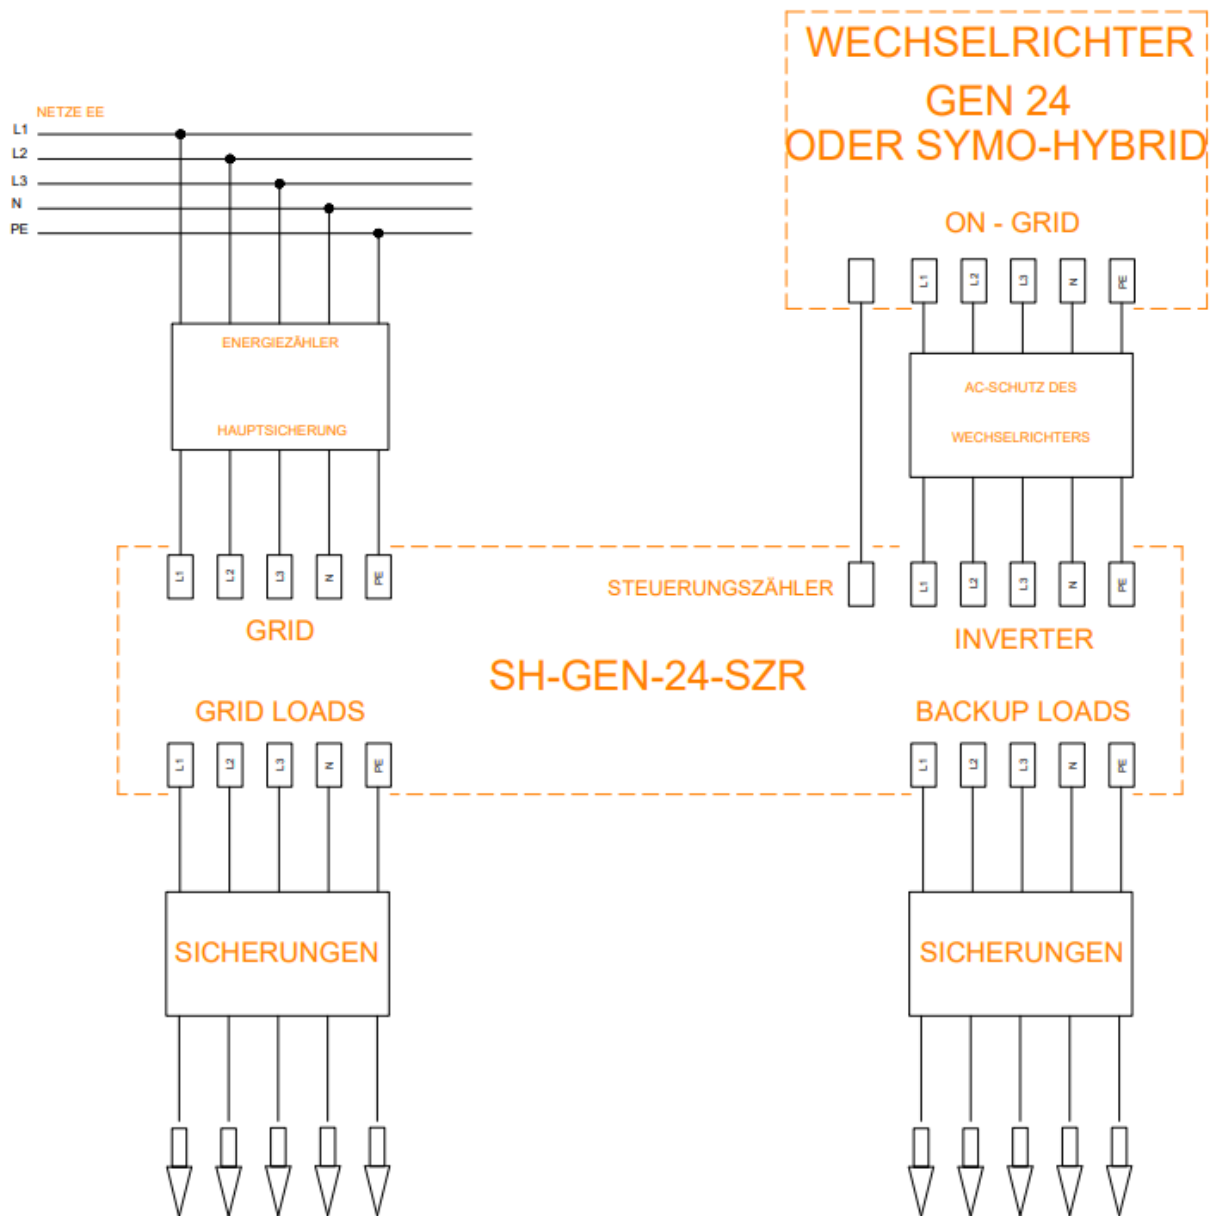 WECHSELRICHTER
GEN 24
ODER SYMO-HYBRID
ON - GRID
L1 L2 L3 N PE
NETZE EE
L1
L2
L3
N
PE
ENERGIEZÄHLER
HAUPTSICHERUNG
AC-SCHUTZ DES
WECHSELRICHTERS
L1 L2 L3 N PE
GRID
STEUERUNGSZÄHLER
L1 L2 L3 N PE
INVERTER
SH-GEN-24-SZR
GRID LOADS
L1 L2 L3 N PE
BACKUP LOADS
L1 L2 L3 N PE
SICHERUNGEN
SICHERUNGEN